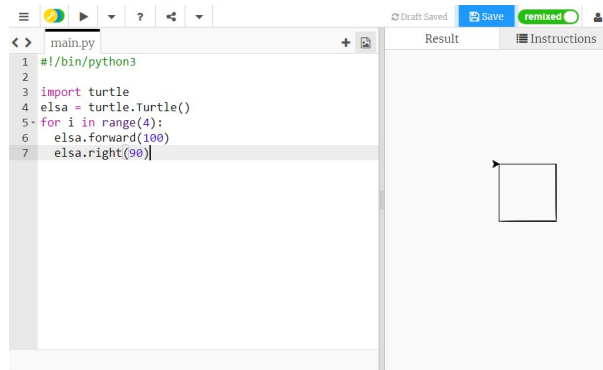 ?
Draft Saved
Save
remixed
main.py
Result
Instructions
1 #!/bin/python3
2
3 import turtle
4 elsa = turtle.Turtle()
5 for i in range(4):
6 elsa.forward(100)
7 elsa.right(90)